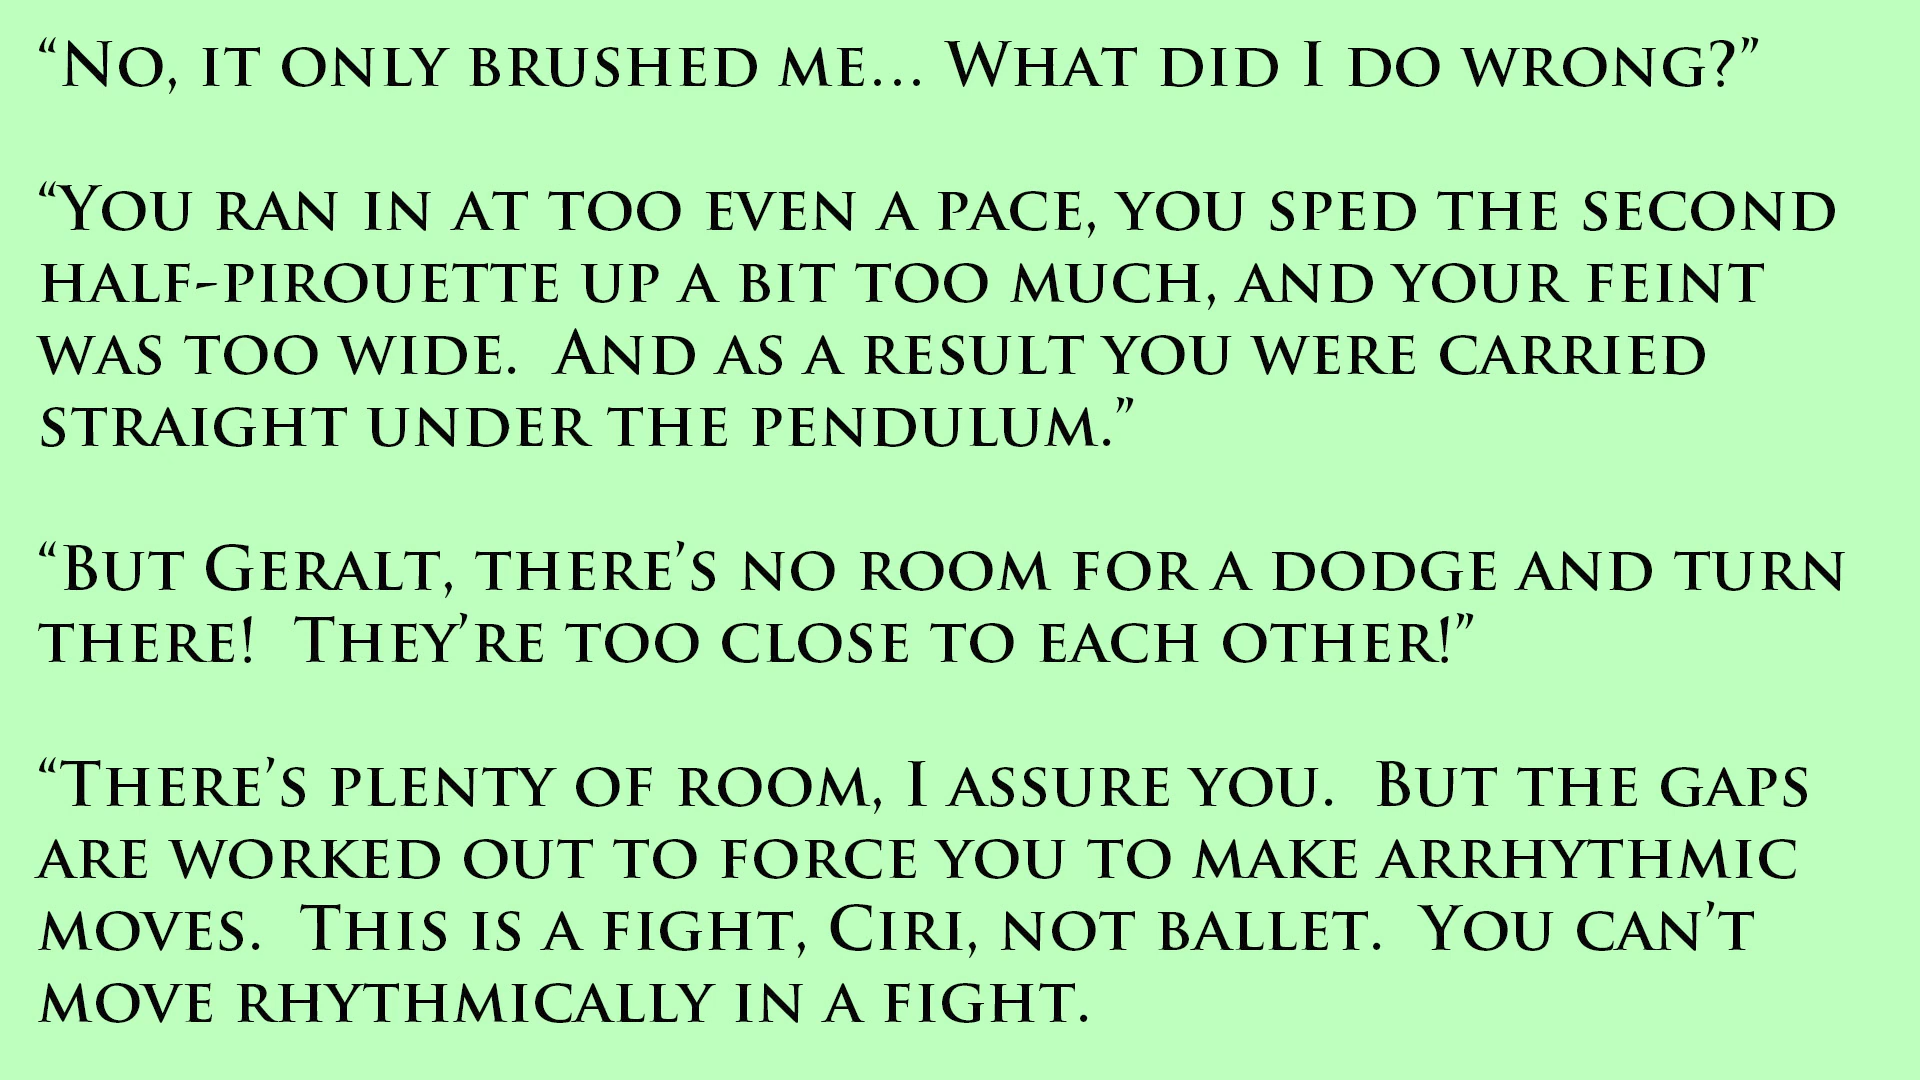 “No, it only brushed me… What did I do wrong?”
“You ran in at too even a pace, you sped the second
half-pirouette up a bit too much, and your feint
was too wide.  And as a result you were carried
straight under the pendulum.”
“But Geralt, there’s no room for a dodge and turn
there!  They’re too close to each other!”
“There’s plenty of room, I assure you.  But the gaps
are worked out to force you to make arrhythmic
moves.  This is a fight, Ciri, not ballet.  You can’t
move rhythmically in a fight.